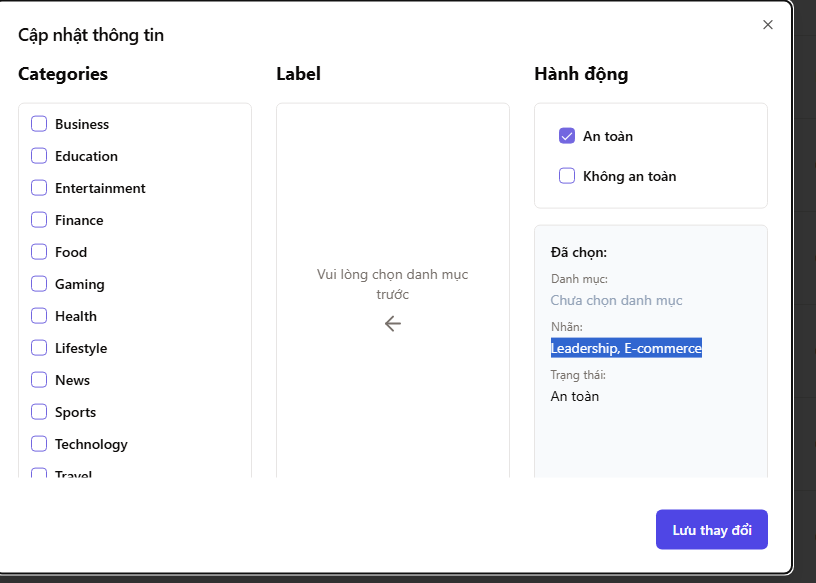 Cập nhật thông tin
Categories
Business
Education
Entertainment
Finance
Food
Gaming
Health
Lifestyle
News
Sports
Technology
Travel
Label
Vui lòng chọn danh mục
trước
Hành động
An toàn
Không an toàn
Đã chọn:
Danh mục:
Chưa chọn danh mục
Nhãn:
Leadership, E-commerce
Trạng thái:
An toàn
Lưu thay đổi